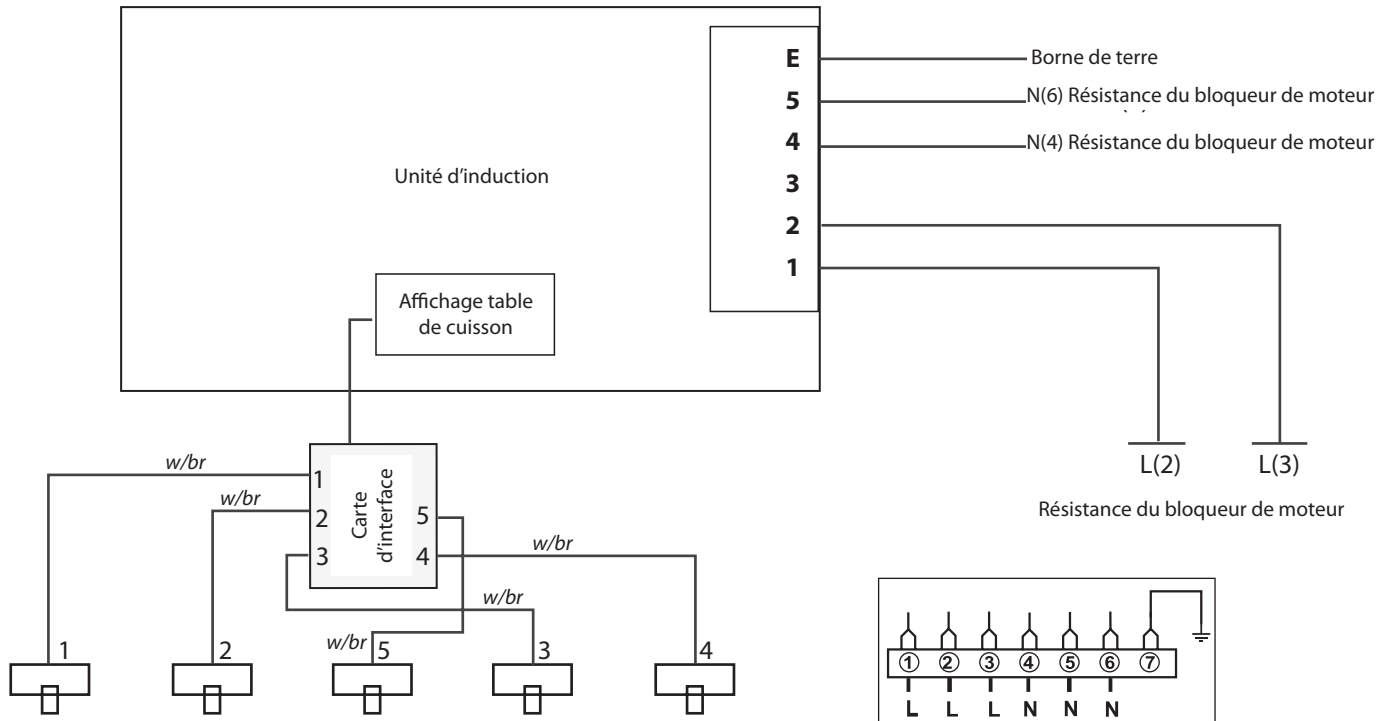 E
Borne de terre
5
N(6) Résistance du bloqueur de moteur
4
N(4) Résistance du bloqueur de moteur
Unité d'induction
3
2
1
Affichage table
de cuisson
L(2)
L(3)
Résistance du bloqueur de moteur
w/br
1
w/br
2
3
Carte
d'interface
5
4
w/br
w/br
w/br
1
2
5
3
4
1 2 3 4 5 6 7
L L L N N N